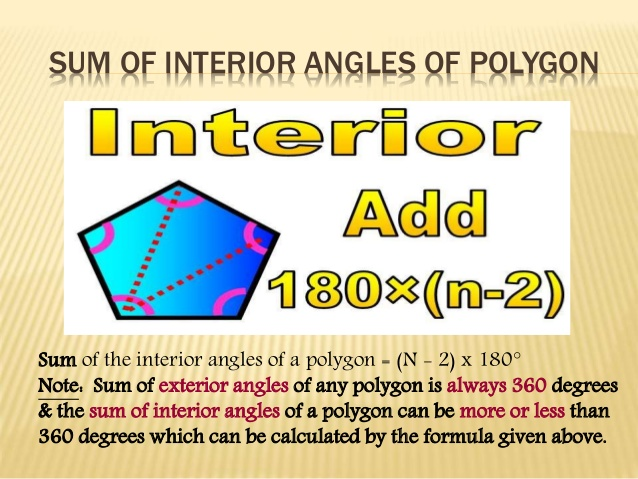 SUM OF INTERIOR ANGLES OF POLYGON
Interior
Add
180×(n-2)
Sum of the interior angles of a polygon = (N - 2) x 180°
Note: Sum of exterior angles of any polygon is always 360 degrees
& the sum of interior angles of a polygon can be more or less than
360 degrees which can be calculated by the formula given above.